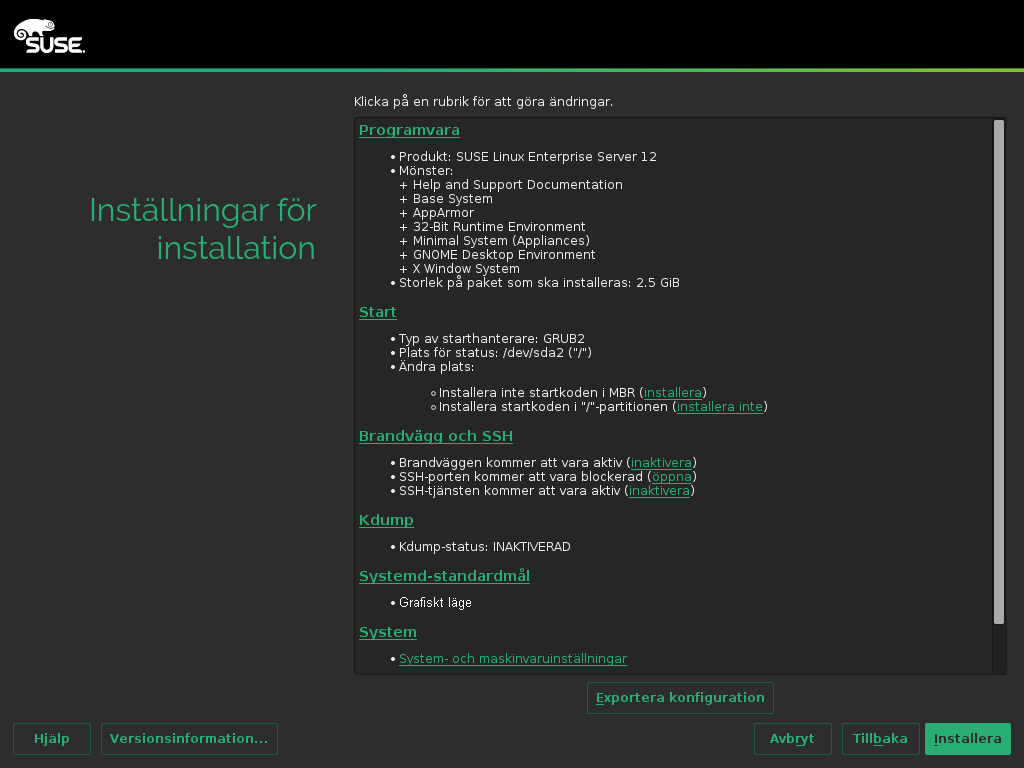 SUSE.
Klicka på en rubrik för att göra ändringar.
Inställningar för
installation
Programvara
• Produkt: SUSE Linux Enterprise Server 12
• Mönster:
+ Help and Support Documentation
+ Base System
+ AppArmor
+ 32-Bit Runtime Environment
+ Minimal System (Appliances)
+ GNOME Desktop Environment
+ X Window System
• Storlek på paket som ska installeras: 2.5 GiB
Start
• Typ av starthanterare: GRUB2
• Plats för status: /dev/sda2 ("/")
• Ändra plats:
◦ Installera inte startkoden i MBR (installera)
◦ Installera startkoden i "/"-partitionen (installera inte)
Brandvägg och SSH
• Brandväggen kommer att vara aktiv (inaktivera)
• SSH-porten kommer att vara blockerad (öppna)
• SSH-tjänsten kommer att vara aktiv (inaktivera)
Kdump
• Kdump-status: INAKTIVERAD
Systemd-standardmål
• Grafiskt läge
System
• System- och maskinvaruinställningar
Exportera konfiguration
Hjälp
Versionsinformation...
Avbryt
Tillbaka
Installera